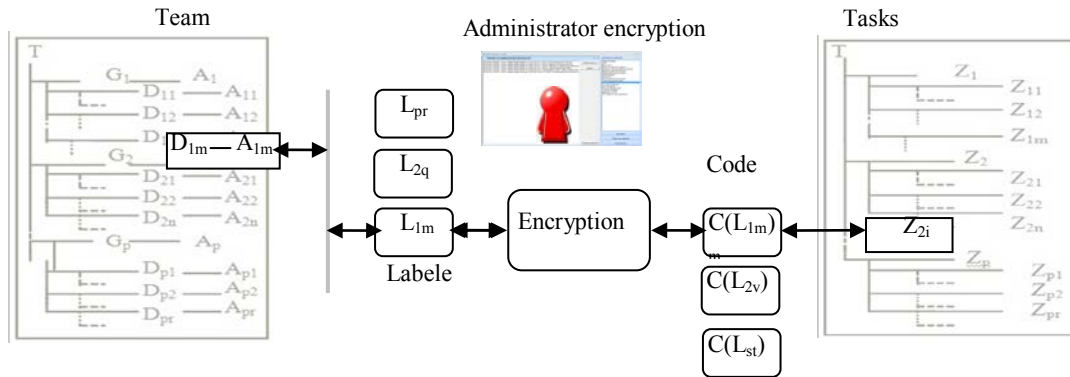 Team
Administrator encryption
Tasks
T
G1 A1
D11 A11
D12 A12
D1
D1m — A1m
G2
D21 A21
D22 A22
D2n A2n
Gp Ap
Dp1 Ap1
Dp2 Ap2
Dpr Apr
Lpr
L2q
L1m
Labele
Encryption
Code
C(L1m)
m
C(L2v)
C(Lst)
T
Z1
Z11
Z12
Z1m
Z2
Z21
Z22
Z2n
Z2i
Zp
Zp1
Zp2
Zpr